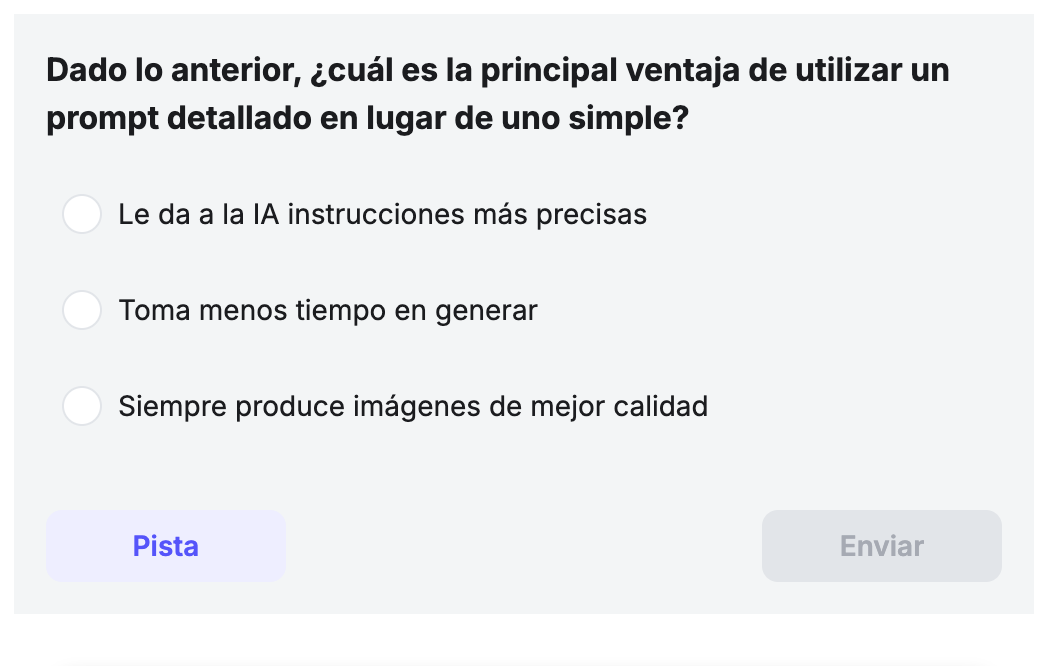 Dado lo anterior, ¿cuál es la principal ventaja de utilizar un
prompt detallado en lugar de uno simple?
Le da a la IA instrucciones más precisas
Toma menos tiempo en generar
Siempre produce imágenes de mejor calidad
Pista
Enviar